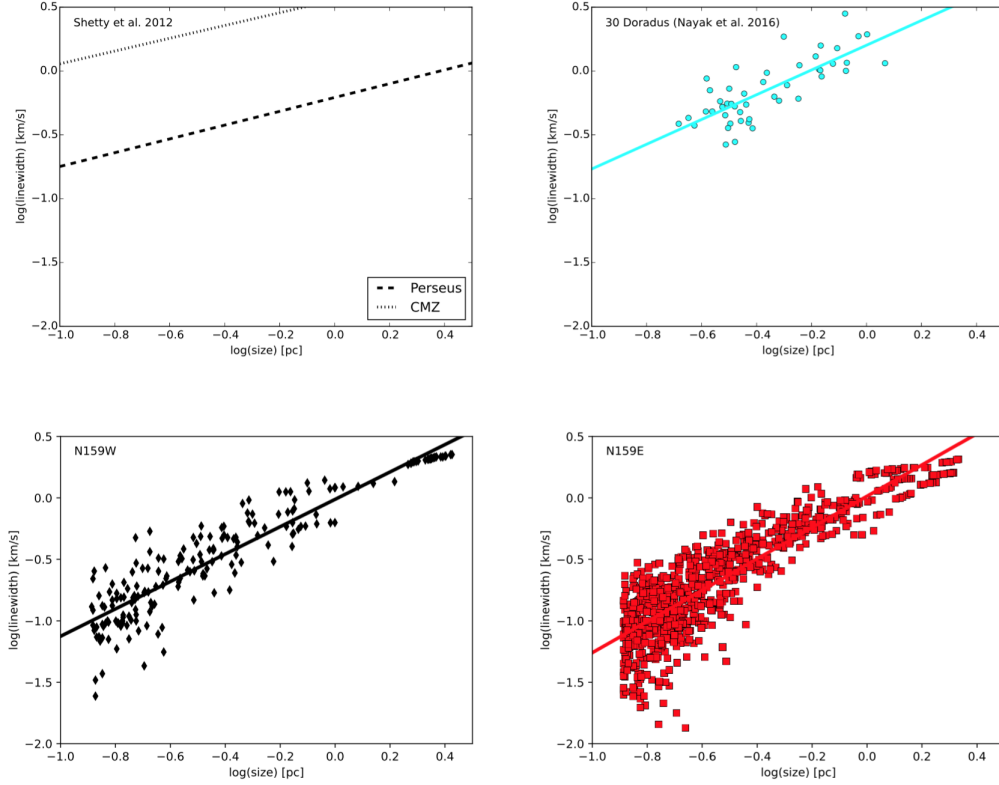 Shetty et al. 2012
0.5
0.0
−0.5
−1.0
−1.5
−2.0
log(linewidth) [km/s]
Perseus
CMZ
−1.0 −0.8 −0.6 −0.4 −0.2 0.0 0.2 0.4
log(size) [pc]
30 Doradus (Nayak et al. 2016)
0.5
0.0
−0.5
−1.0
−1.5
−2.0
log(linewidth) [km/s]
−1.0 −0.8 −0.6 −0.4 −0.2 0.0 0.2 0.4
log(size) [pc]
N159W
0.5
0.0
−0.5
−1.0
−1.5
−2.0
log(linewidth) [km/s]
−1.0 −0.8 −0.6 −0.4 −0.2 0.0 0.2 0.4
log(size) [pc]
N159E
0.5
0.0
−0.5
−1.0
−1.5
−2.0
log(linewidth) [km/s]
−1.0 −0.8 −0.6 −0.4 −0.2 0.0 0.2 0.4
log(size) [pc]